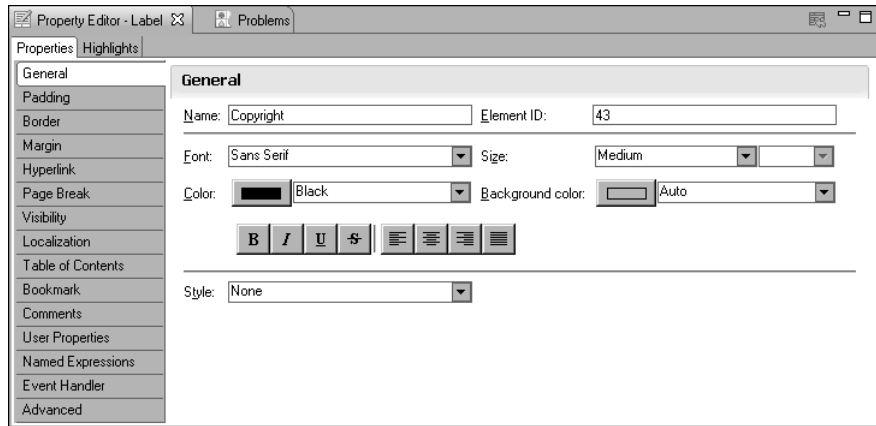 Property Editor - Label Problems
Properties Highlights
General
Padding
Border
Margin
Hyperlink
Page Break
Visibility
Localization
Table of Contents
Bookmark
Comments
User Properties
Named Expressions
Event Handler
Advanced
General
Name: Copyright Element ID: 43
Font: Sans Serif Size: Medium
Color: Black Background color: Auto
B I U S
Style: None